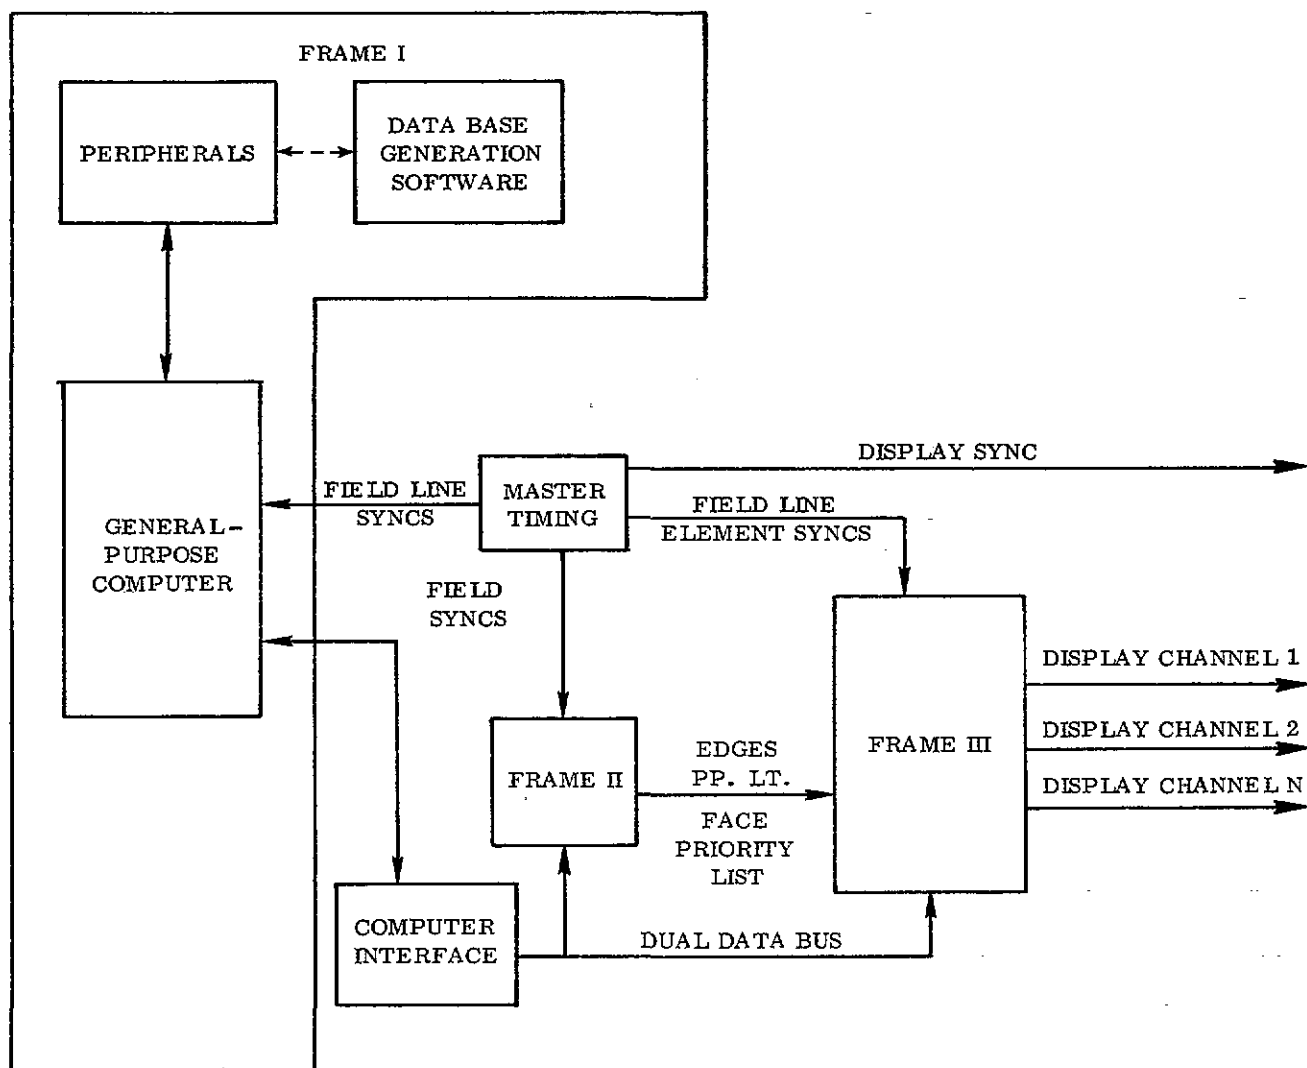 FRAME I
PERIPHERALS
DATA BASE
GENERATION
SOFTWARE
GENERAL-
PURPOSE
COMPUTER
FIELD LINE
SYNCS
MASTER
TIMING
DISPLAY SYNC
FIELD LINE
ELEMENT SYNCS
FIELD
SYNCS
FRAME II
EDGES
PP. LT.
FACE
PRIORITY
LIST
FRAME III
DISPLAY CHANNEL 1
DISPLAY CHANNEL 2
DISPLAY CHANNEL N
COMPUTER
INTERFACE
DUAL DATA BUS